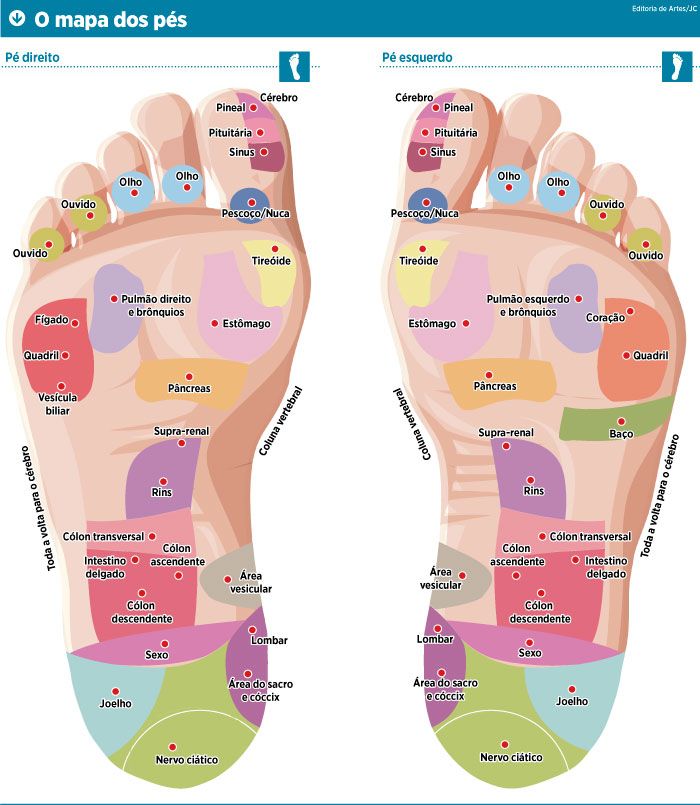 O mapa dos pés
Editoria de Artes/JC
Pé direito
Cérebro
Pineal
Pituitária
Sinus
Olho
Olho
Ouvido
Pescoço/Nuca
Ouvido
Tireóide
Pulmão direito
e brônquios
Fígado
Estômago
Quadril
Pâncreas
Vesícula
biliar
Coluna vertebral
Supra-renal
Toda a volta para o cérebro
Rins
Cólon transversal
Intestino
delgado
Cólon
ascendente
Área
vesicular
Cólon
descendente
Lombar
Sexo
Área do sacro
e cóccix
Joelho
Nervo ciático
Pé esquerdo
Cérebro
Pineal
Pituitária
Sinus
Olho
Olho
Ouvido
Pescoço/Nuca
Ouvido
Tireóide
Pulmão esquerdo
e brônquios
Coração
Estômago
Quadril
Pâncreas
Coluna vertebral
Baço
Supra-renal
Toda a volta para o cérebro
Rins
Cólon transversal
Cólon
ascendente
Intestino
delgado
Área
vesicular
Cólon
descendente
Lombar
Sexo
Área do sacro
e cóccix
Joelho
Nervo ciático